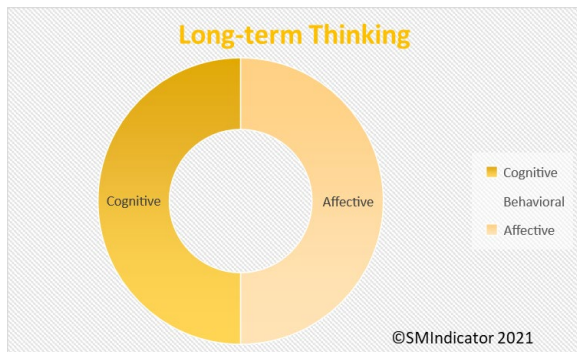 Long-term Thinking
Cognitive
Affective
Cognitive
Behavioral
Affective
©SMIndicator 2021